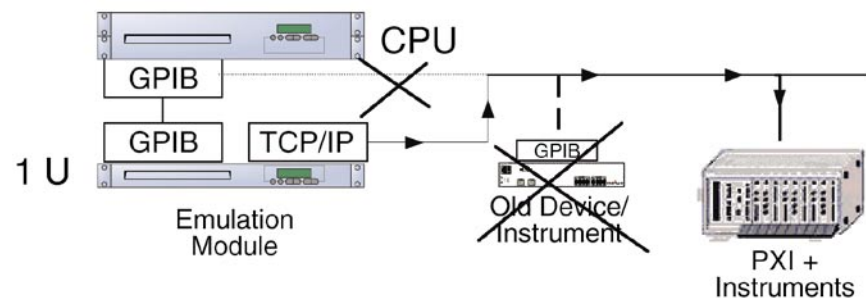 CPU
GPIB
GPIB
TCP/IP
1 U
GPIB
Emulation
Module
Old Device/
Instrument
PXI +
Instruments